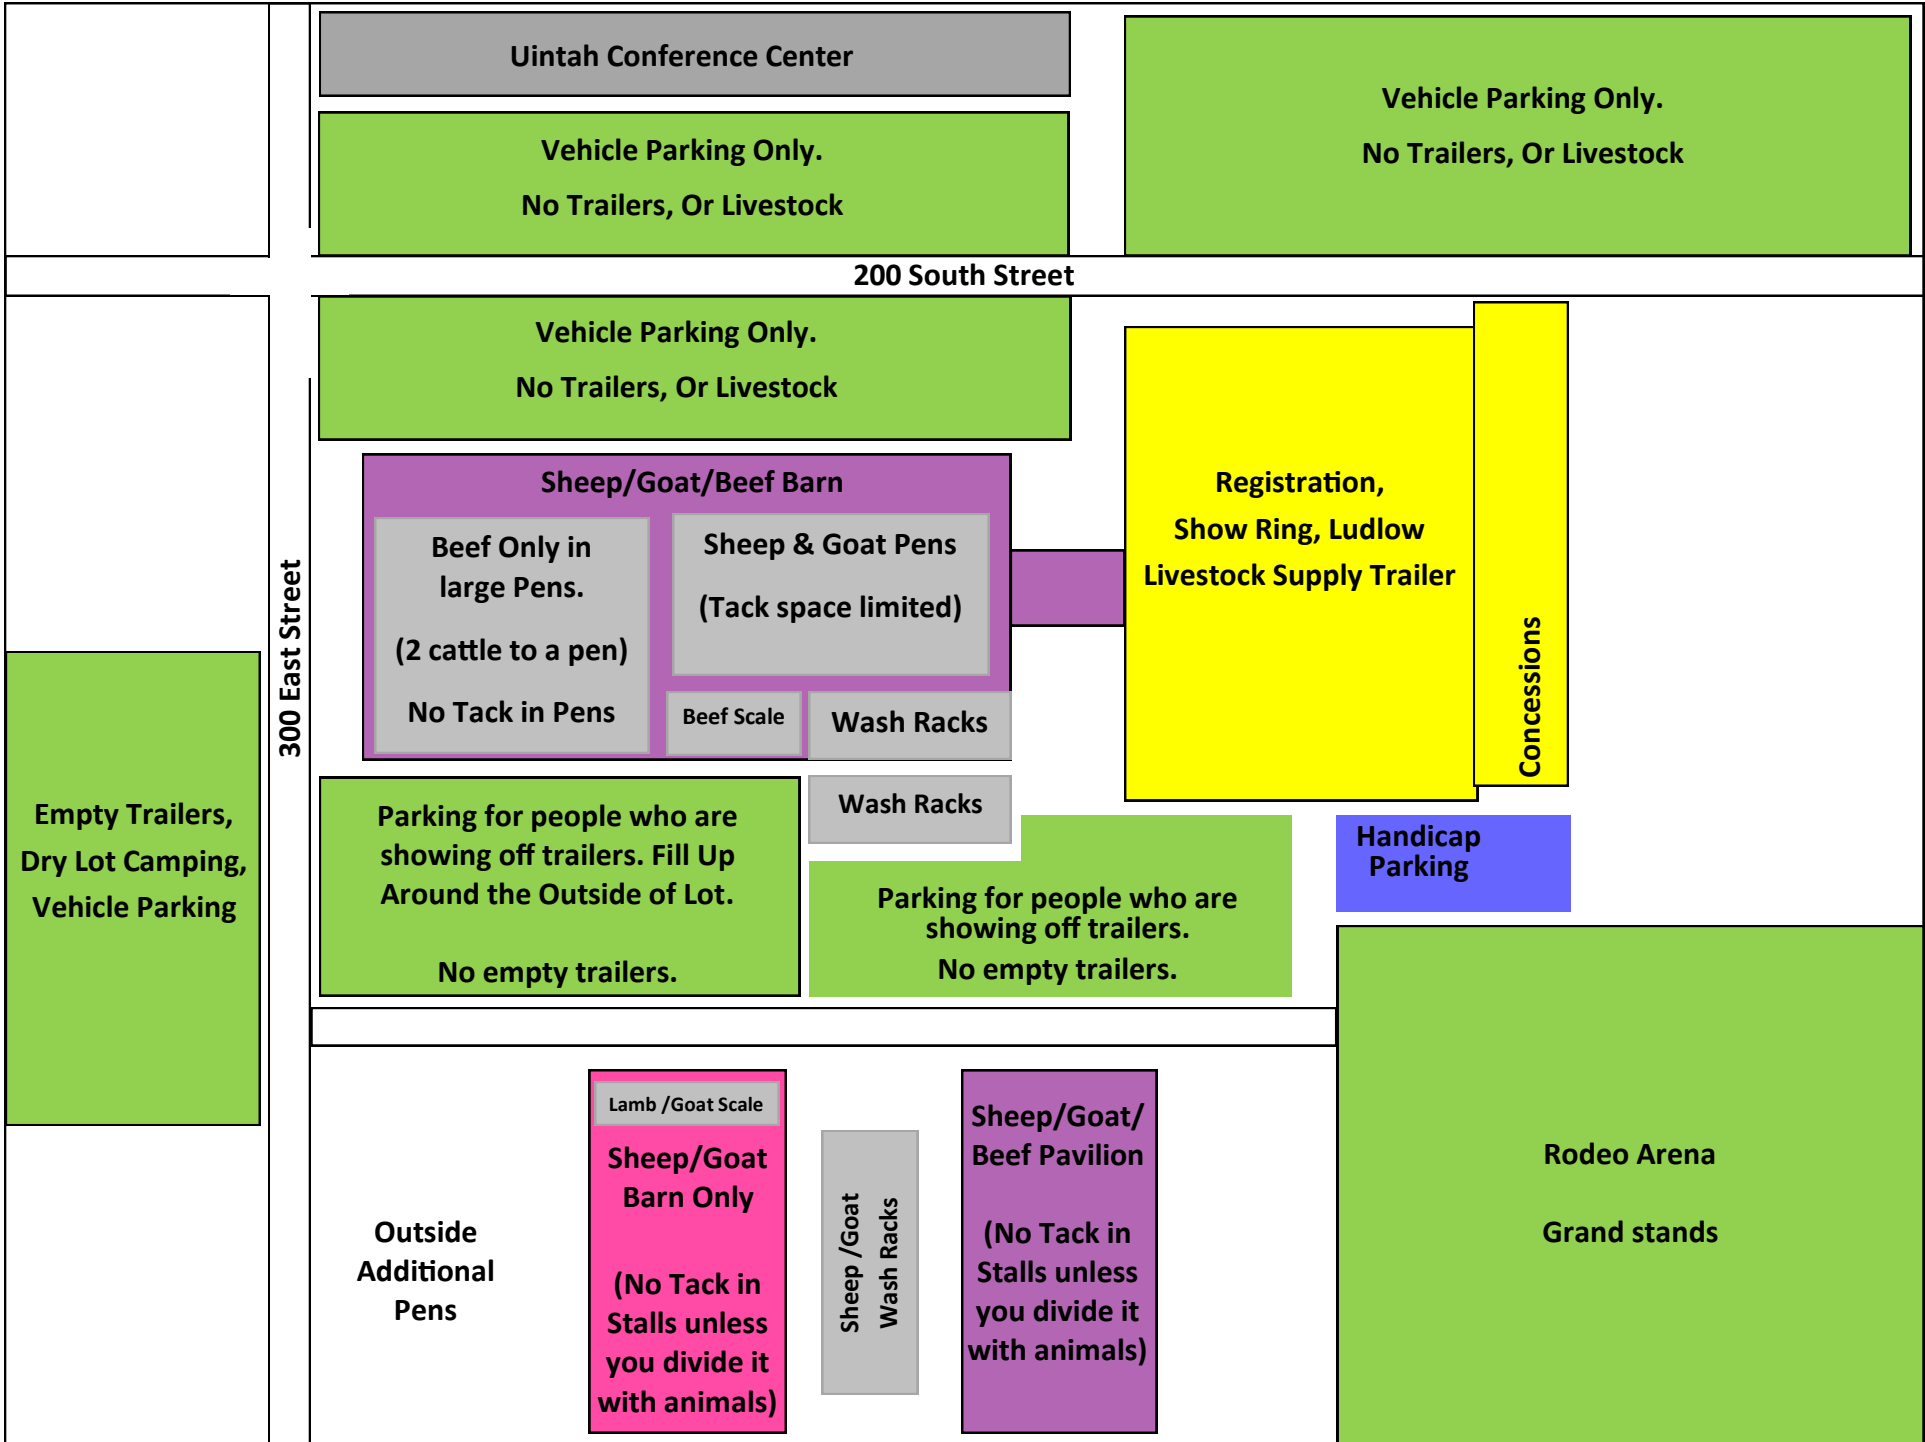 Uintah Conference Center
Vehicle Parking Only.
No Trailers, Or Livestock
Vehicle Parking Only.
No Trailers, Or Livestock
200 South Street
Vehicle Parking Only.
No Trailers, Or Livestock
300 East Street
Sheep/Goat/Beef Barn
Beef Only in
large Pens.
(2 cattle to a pen)
No Tack in Pens
Sheep & Goat Pens
(Tack space limited)
Beef Scale
Wash Racks
Registration,
Show Ring, Ludlow
Livestock Supply Trailer
Concessions
Empty Trailers,
Dry Lot Camping,
Vehicle Parking
Parking for people who are
showing off trailers. Fill Up
Around the Outside of Lot.
No empty trailers.
Wash Racks
Parking for people who are
showing off trailers.
No empty trailers.
Handicap
Parking
Outside
Additional
Pens
Lamb /Goat Scale
Sheep/Goat
Barn Only
(No Tack in
Stalls unless
you divide it
with animals)
Sheep /Goat
Wash Racks
Sheep/Goat/
Beef Pavilion
(No Tack in
Stalls unless
you divide it
with animals)
Rodeo Arena
Grand stands